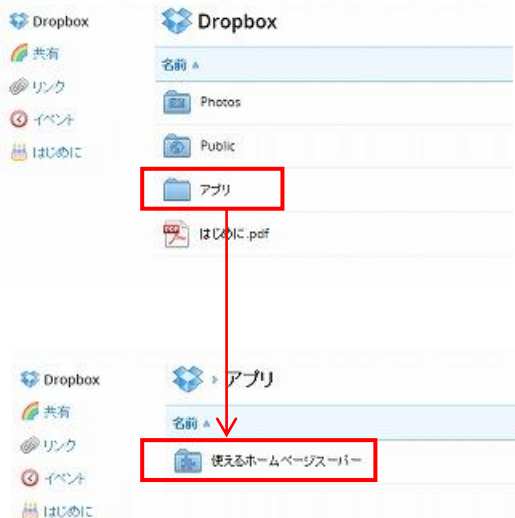 Dropbox
共有
リンク
イベント
はじめに
Dropbox
名前
Photos
Public
アプリ
はじめに.pdf
Dropbox
共有
リンク
イベント
はじめに
アプリ
名前
使えるホームページスーパー